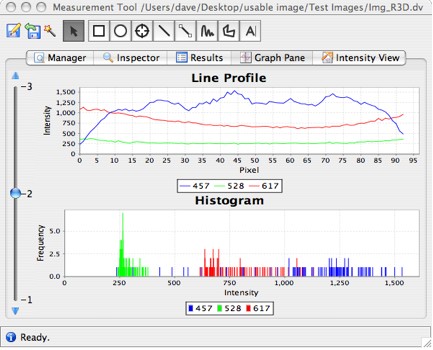 Measurement Tool /Users/dave/Desktop/usable image/Test Images/Img_R3D.dv
A
Manager Inspector Results Graph Pane Intensity View
3
2
1
Line Profile
Intensity
1,500
1,250
1,000
750
500
250
0
0 5 10 15 20 25 30 35 40 45 50 55 60 65 70 75 80 85 90 95
Pixel
457 528 617
Histogram
Frequency
5.0
2.5
0 250 500 750 1,000 1,250 1,500
Intensity
457 528 617
Ready.